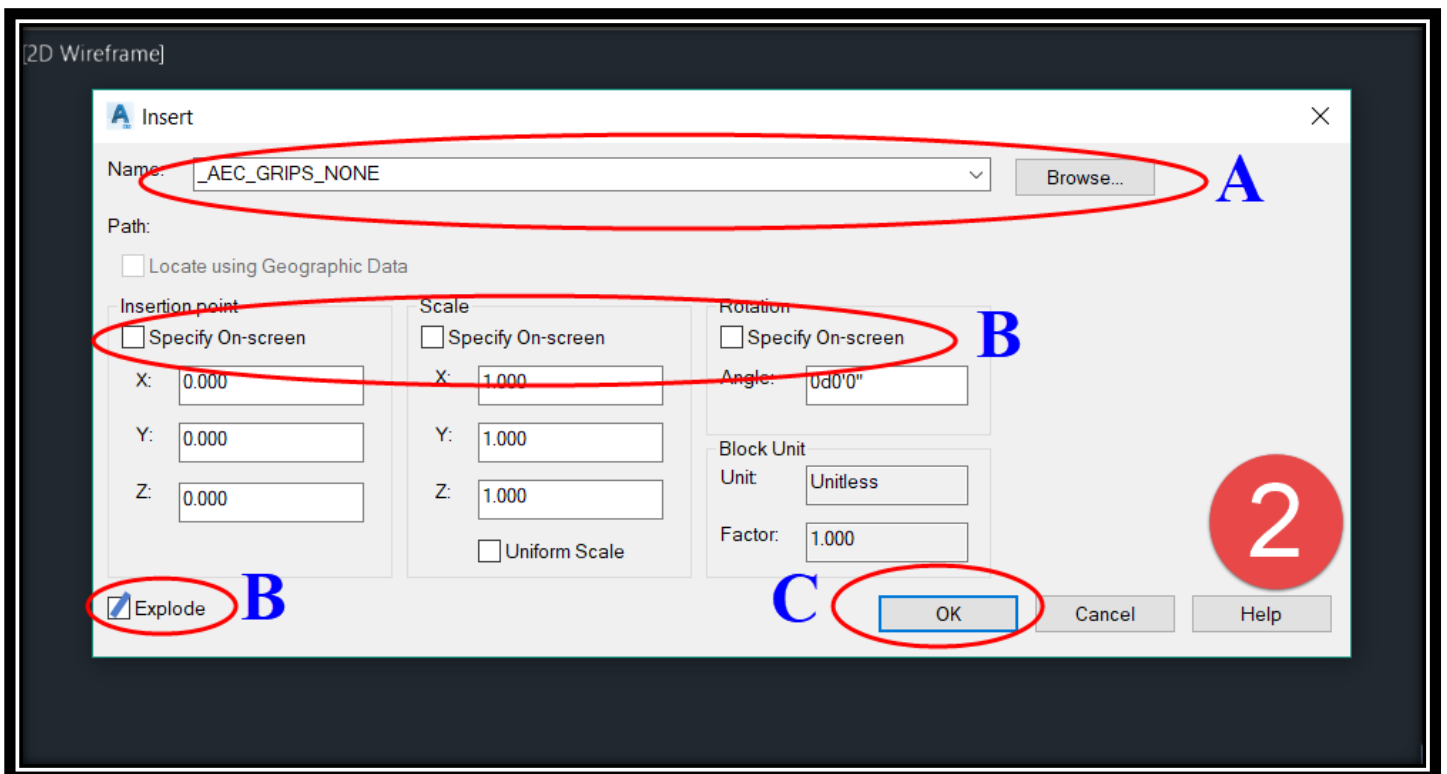 [2D Wireframe]
Insert
Name: _AEC_GRIPS_NONE Browse... A
Path:
Locate using Geographic Data
Insertion point Scale Rotation
Specify On-screen Specify On-screen Specify On-screen B
X: 0.000 X: 1.000 Angle: 0d0'0"
Y: 0.000 Y: 1.000 Block Unit
Z: 0.000 Z: 1.000 Unit: Unitless
Uniform Scale Factor: 1.000
2
Explode B C OK Cancel Help